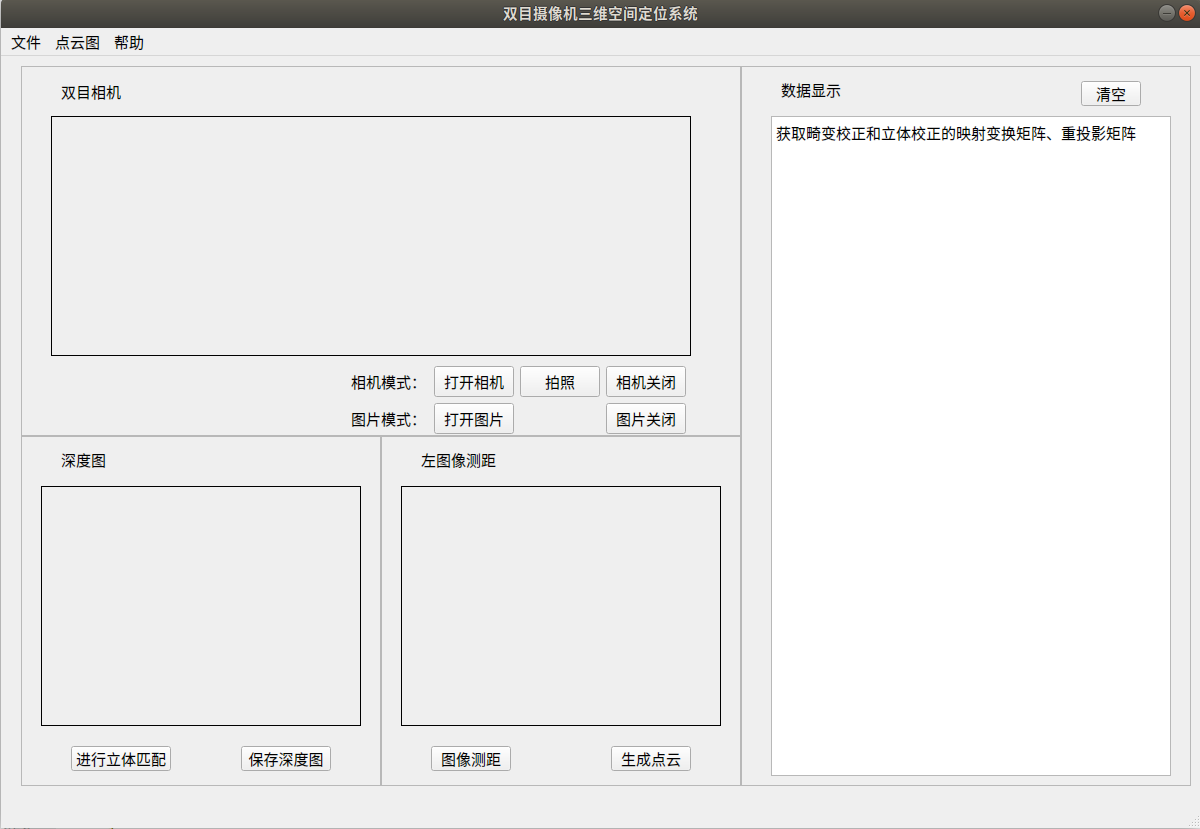 双目摄像机三维空间定位系统
文件 点云图 帮助
双目相机
相机模式： 打开相机 拍照 相机关闭
图片模式： 打开图片 图片关闭
深度图
进行立体匹配 保存深度图
左图像测距
图像测距 生成点云
数据显示 清空
获取畸变校正和立体校正的映射变换矩阵、重投影矩阵